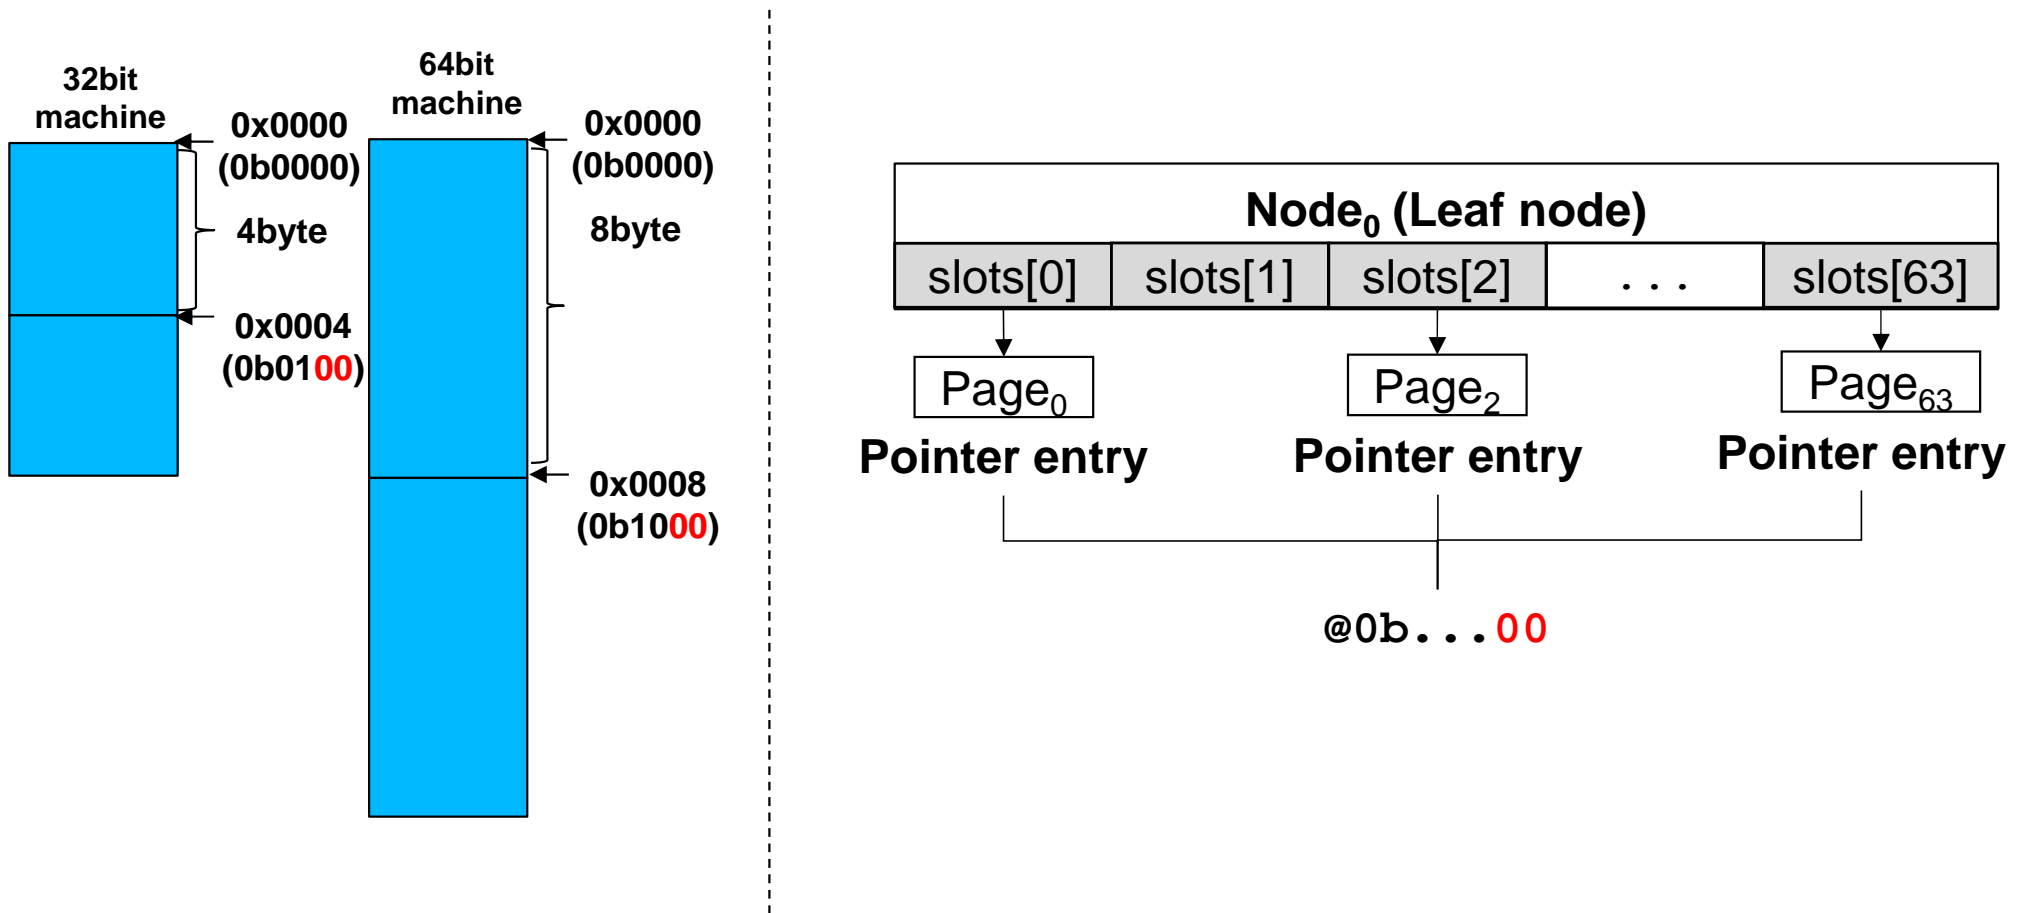 32bit
machine
0x0000
(0b0000)
4byte
0x0004
(0b0100)
64bit
machine
0x0000
(0b0000)
8byte
0x0008
(0b1000)
Node₀ (Leaf node)
slots[0] slots[1] slots[2] ... slots[63]
Page₀ Page₂ Page₆₃
Pointer entry Pointer entry Pointer entry
@0b...00